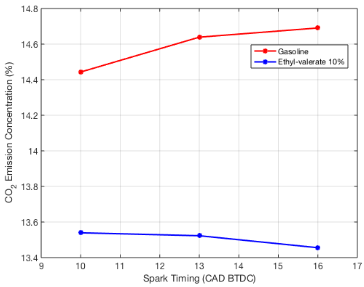 14.8
14.6
14.4
14.2
14
13.8
13.6
13.4
CO2 Emission Concentration (%)
Gasoline
Ethyl-valerate 10%
9 10 11 12 13 14 15 16 17
Spark Timing (CAD BTDC)